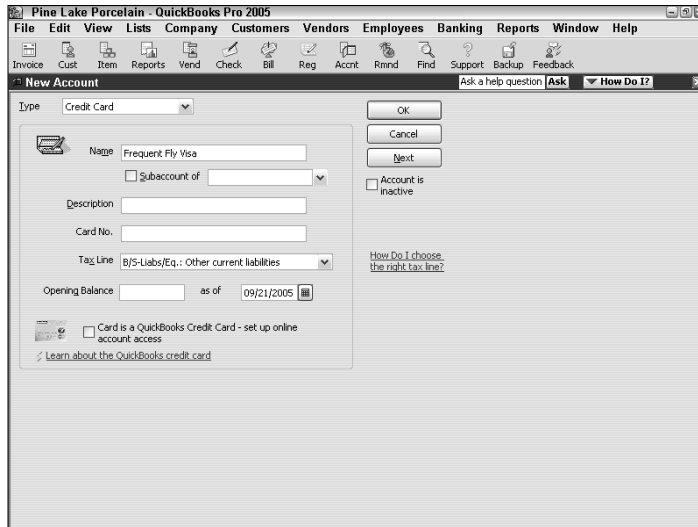 Pine Lake Porcelain - QuickBooks Pro 2005
File Edit View Lists Company Customers Vendors Employees Banking Reports Window Help
Invoice Cust Item Reports Vend Check Bill Reg Accnt Rmnd Find Support Backup Feedback
New Account Ask a help question Ask How Do I?
Type Credit Card OK
Cancel
Name Frequent Fly Visa Next
Subaccount of Account is inactive
Description
Card No.
Tax Line B/S-Liabs/Eq.: Other current liabilities How Do I choose the right tax line?
Opening Balance as of 09/21/2005
Card is a QuickBooks Credit Card - set up online
account access
Learn about the QuickBooks credit card